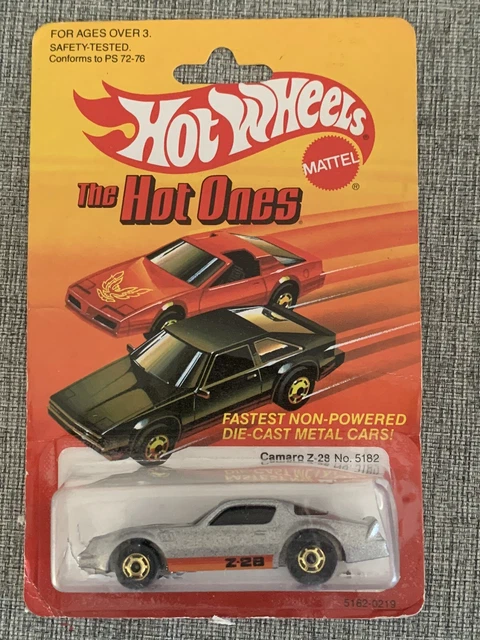 FOR AGES OVER 3.
SAFETY-TESTED.
Conforms to PS 72-76
Hot Wheels®
MATTEL
®
The Hot Ones
FASTEST NON-POWERED
DIE-CAST METAL CARS!
Camaro Z-28 No. 5182
Z-28
5182-0219